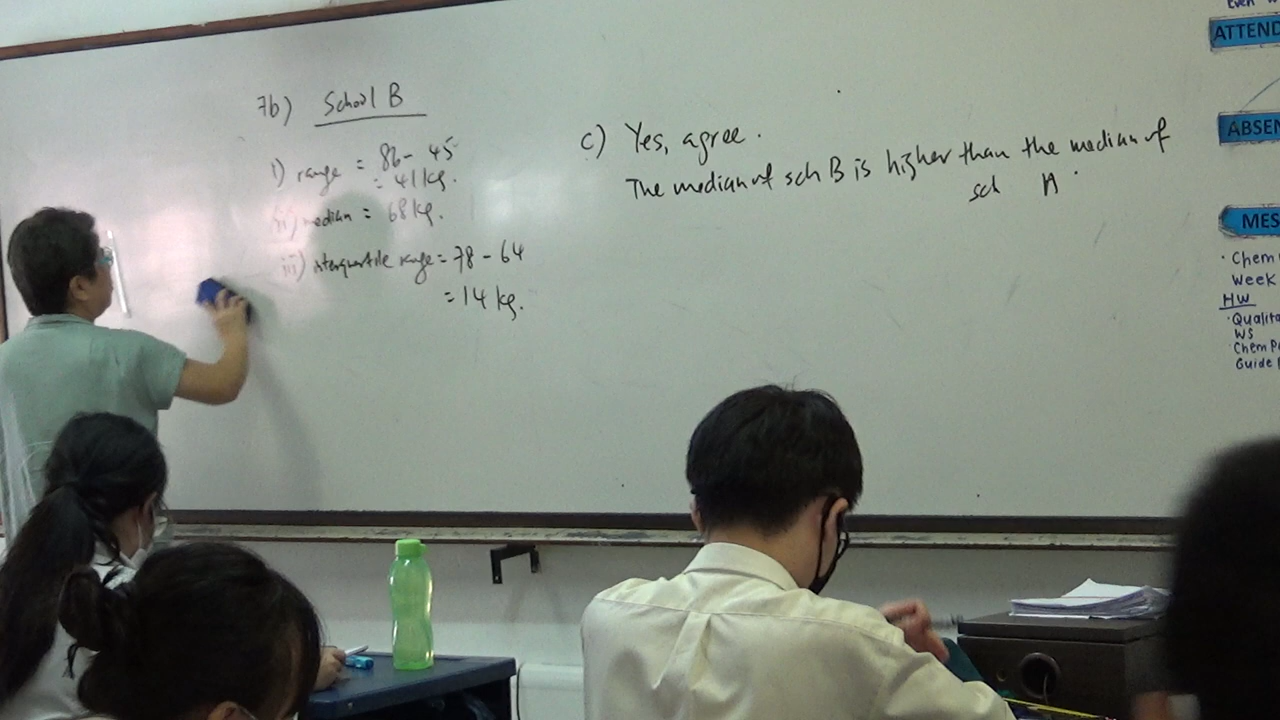 7b) School B
i) range = 86 - 45
= 41 kg.
ii) median = 68 kg.
iii) interquartile range = 78 - 64
= 14 kg.
c) Yes, agree.
The median of sch B is higher than the median of
sch A.
Even
ATTEND
ABSEN
MES
· Chem
Week
HW
· Qualita
WS
· Chem P
Guide